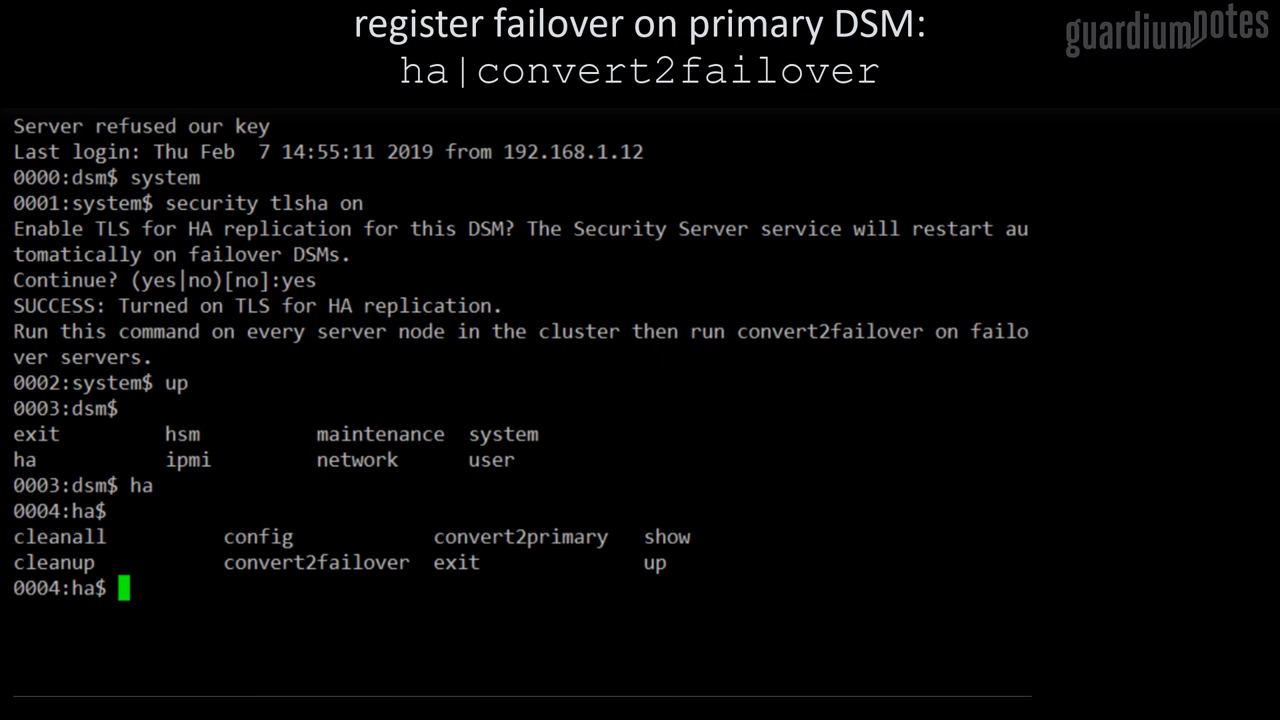 register failover on primary DSM:
ha|convert2failover
guardiumnotes
Server refused our key
Last login: Thu Feb  7 14:55:11 2019 from 192.168.1.12
0000:dsm$ system
0001:system$ security tlsha on
Enable TLS for HA replication for this DSM? The Security Server service will restart au
tomatically on failover DSMs.
Continue? (yes|no)[no]:yes
SUCCESS: Turned on TLS for HA replication.
Run this command on every server node in the cluster then run convert2failover on failo
ver servers.
0002:system$ up
0003:dsm$
exit         hsm          maintenance  system
ha           ipmi         network      user
0003:dsm$ ha
0004:ha$
cleanall          config            convert2primary   show
cleanup           convert2failover  exit              up
0004:ha$